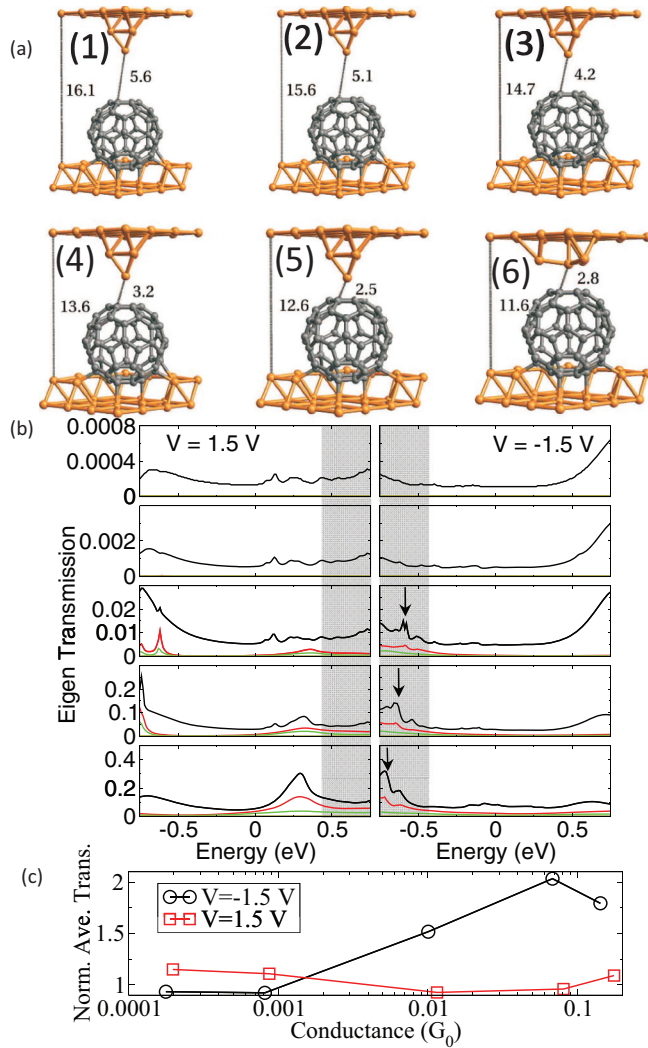 (a)
(1) (2) (3)
16.1 5.6 15.6 5.1 14.7 4.2
(4) (5) (6)
13.6 3.2 12.6 2.5 11.6 2.8
(b)
V = 1.5 V V = -1.5 V
0.0008
0.0004
0
0.002
0
0.02
0.01
0
0.2
0.1
0
0.4
0.2
0
Eigen Transmission
-0.5 0 0.5 -0.5 0 0.5
Energy (eV) Energy (eV)
(c)
Norm. Ave. Trans.
2
1.5
1
V=-1.5 V
V=1.5 V
0.0001 0.001 0.01 0.1
Conductance (G0)